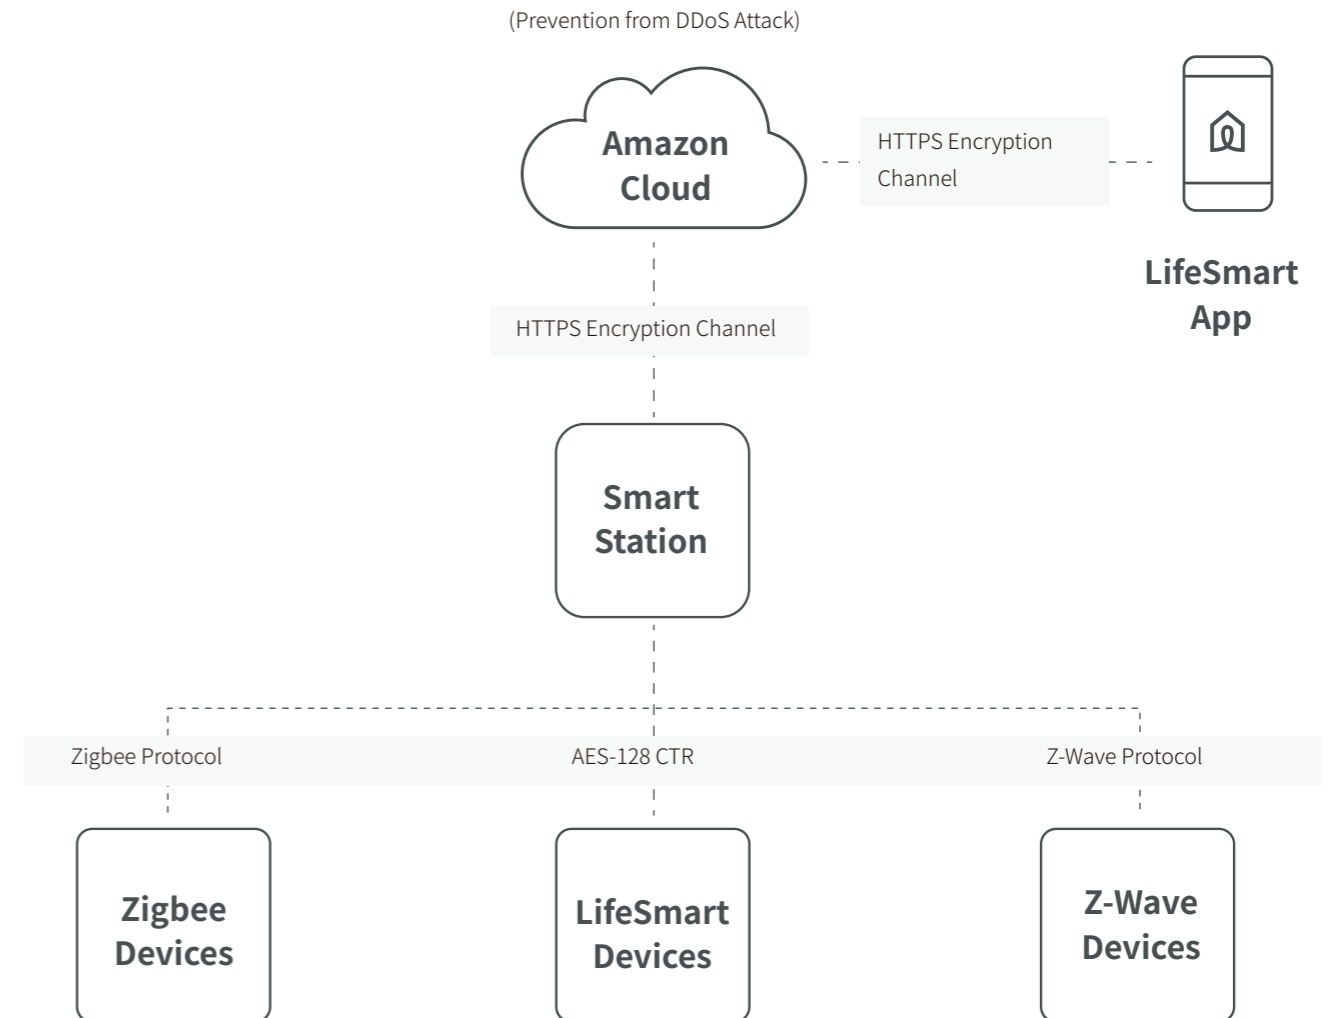 (Prevention from DDoS Attack)
Amazon
Cloud
HTTPS Encryption
Channel
LifeSmart
App
HTTPS Encryption Channel
Smart
Station
Zigbee Protocol
AES-128 CTR
Z-Wave Protocol
Zigbee
Devices
LifeSmart
Devices
Z-Wave
Devices